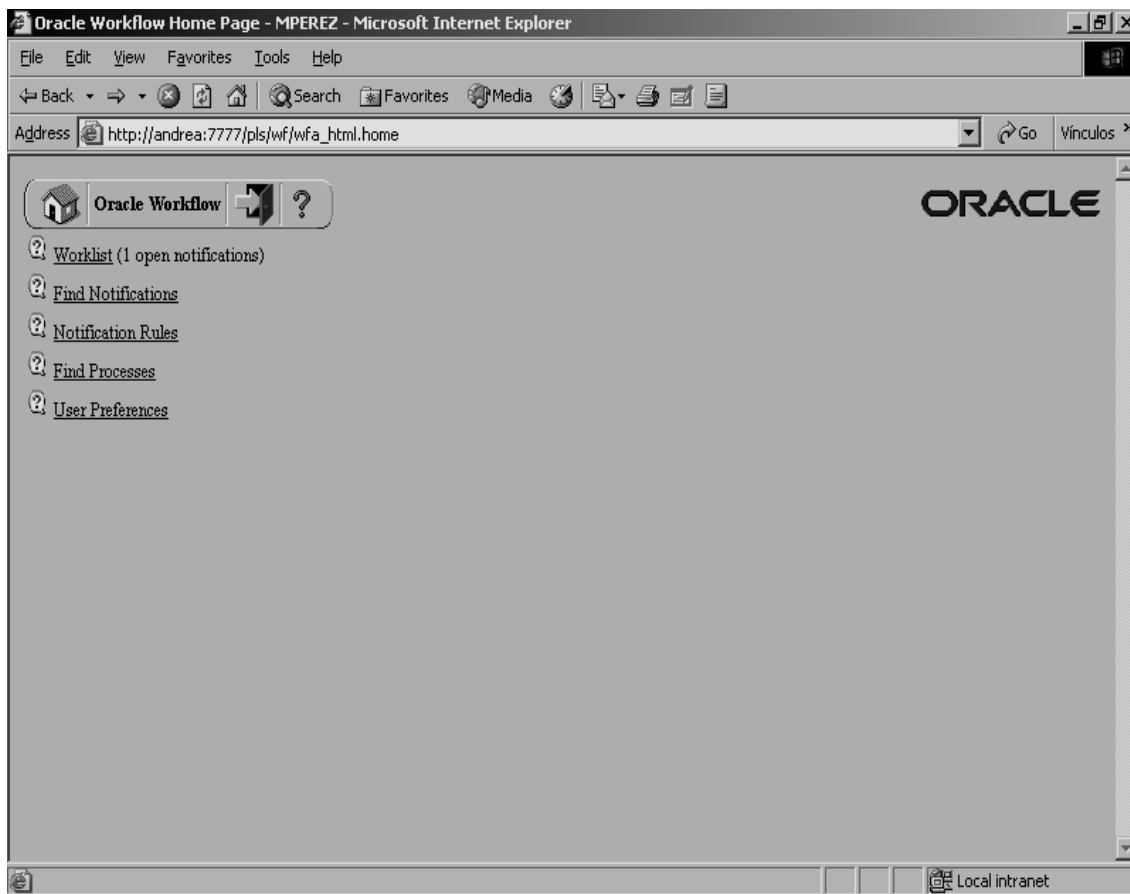 Oracle Workflow Home Page - MPEREZ - Microsoft Internet Explorer
File Edit View Favorites Tools Help
Back Search Favorites Media
Address http://andrea:7777/pls/wf/wfa_html.home Go Vínculos
Oracle Workflow ? ORACLE
Worklist (1 open notifications)
Find Notifications
Notification Rules
Find Processes
User Preferences
Local intranet